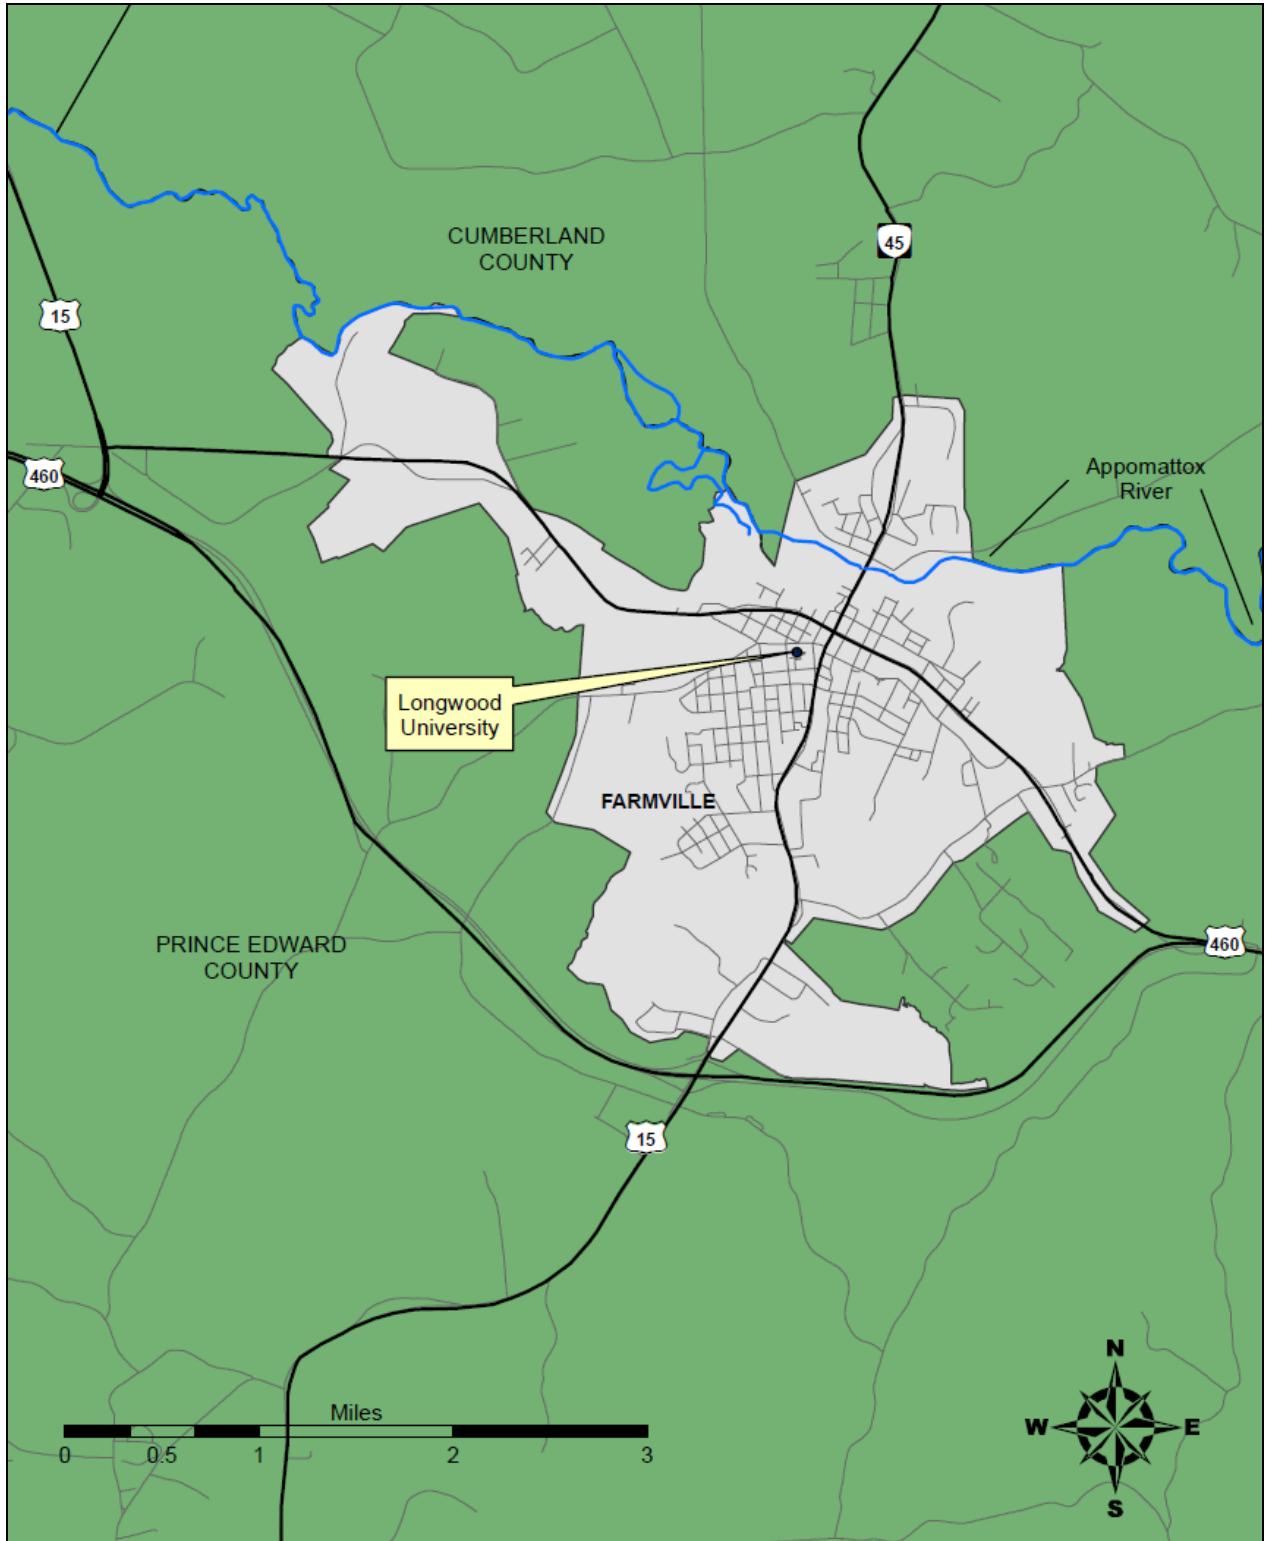 CUMBERLAND
COUNTY
45
15
460
Appomattox
River
Longwood
University
FARMVILLE
PRINCE EDWARD
COUNTY
460
15
N
W
E
S
Miles
0
0.5
1
2
3